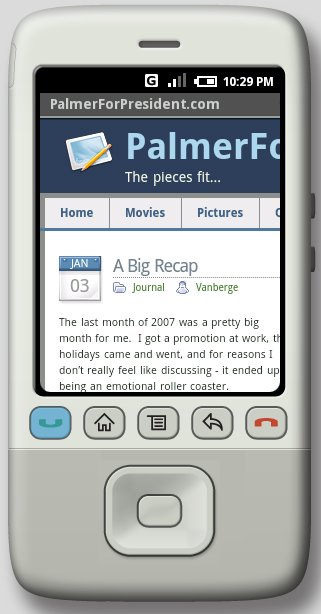 G 10:29 PM
PalmerForPresident.com
PalmerFo
The pieces fit...
Home Movies Pictures
JAN
03
A Big Recap
Journal Vanberge
The last month of 2007 was a pretty big
month for me. I got a promotion at work, th
holidays came and went, and for reasons I
don't really feel like discussing - it ended up
being an emotional roller coaster.